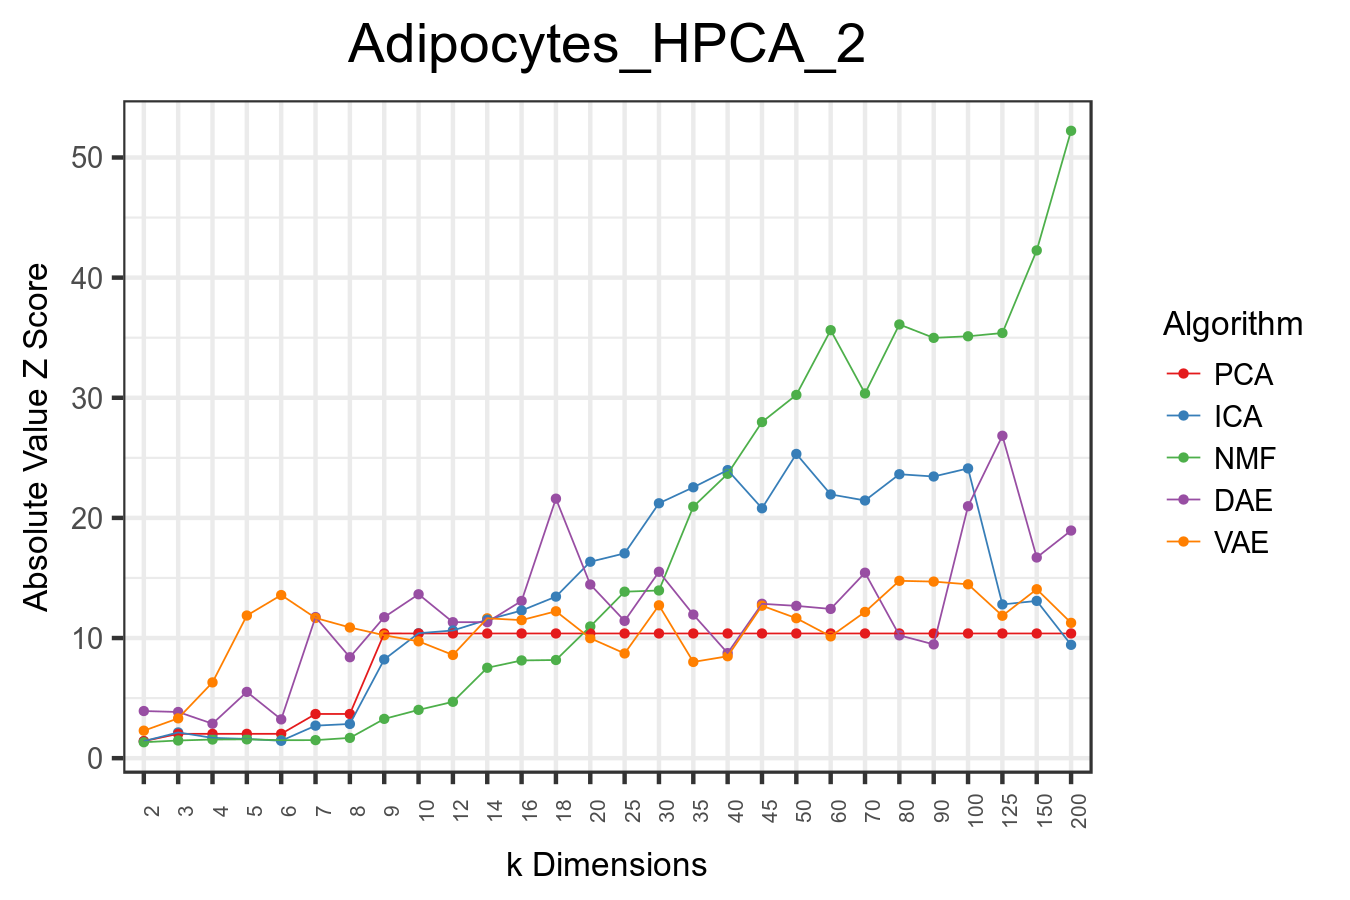 Adipocytes_HPCA_2
Absolute Value Z Score
50
40
30
20
10
0
2 3 4 5 6 7 8 9 10 12 14 16 18 20 25 30 35 40 45 50 60 70 80 90 100 125 150 200
k Dimensions
Algorithm
PCA
ICA
NMF
DAE
VAE